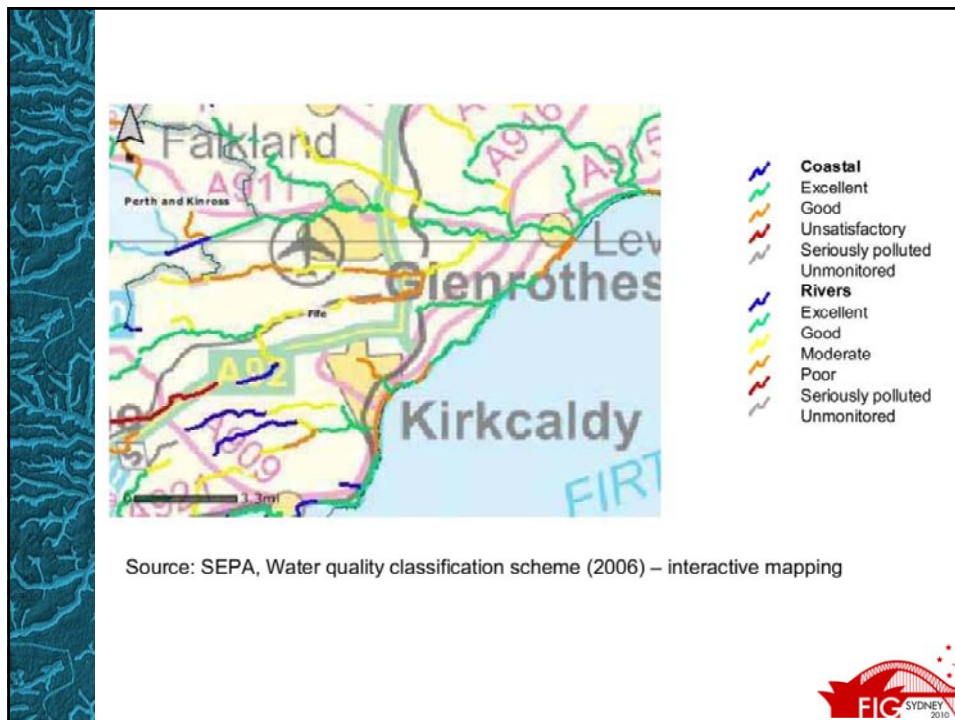 Falkland
A916
A915
A911
Perth and Kinross
Lev
Glenrothes
Fife
A92
Kirkcaldy
A909
A921
3.3mi
FIRT
Coastal
Excellent
Good
Unsatisfactory
Seriously polluted
Unmonitored
Rivers
Excellent
Good
Moderate
Poor
Seriously polluted
Unmonitored
Source: SEPA, Water quality classification scheme (2006) – interactive mapping
FIG SYDNEY
2010